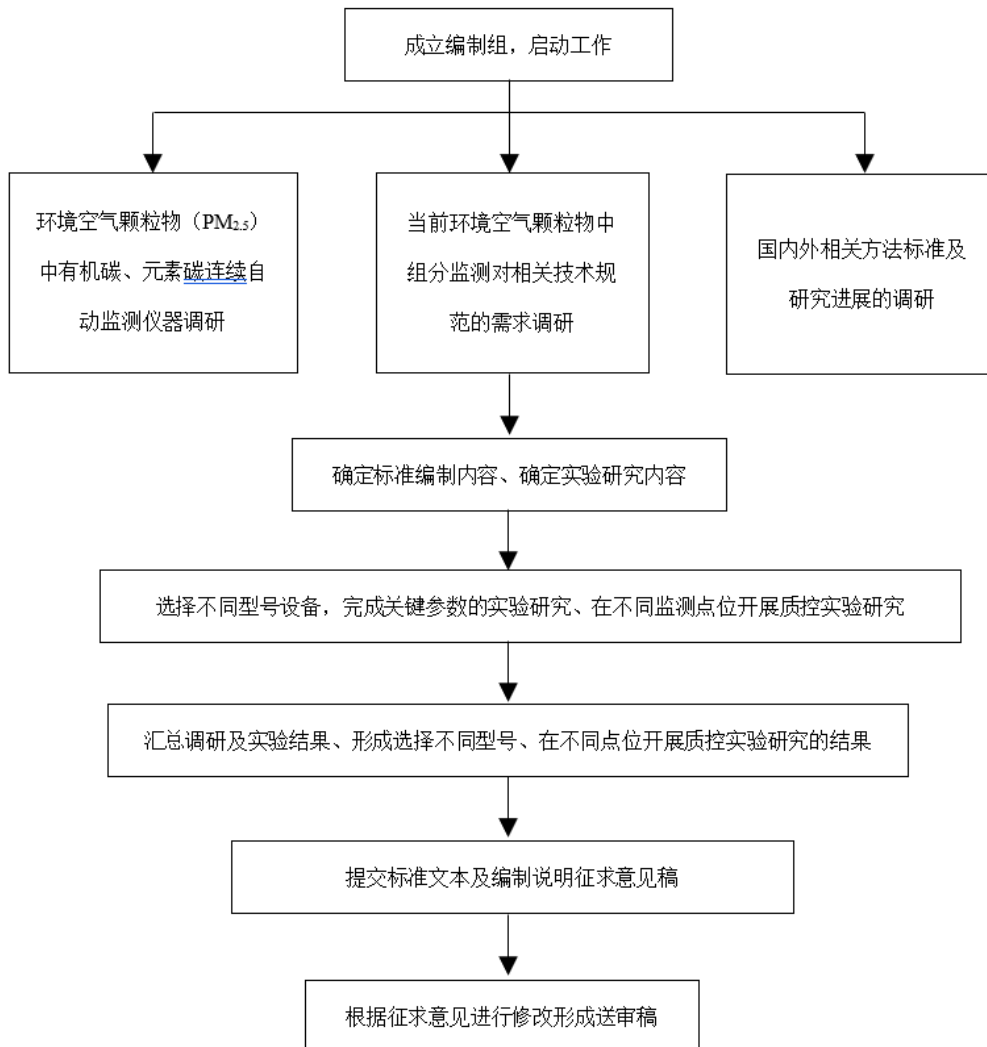 成立编制组，启动工作
环境空气颗粒物（PM2.5）
中有机碳、元素碳连续自
动监测仪器调研
当前环境空气颗粒物中
组分监测对相关技术规
范的需求调研
国内外相关方法标准及
研究进展的调研
确定标准编制内容、确定实验研究内容
选择不同型号设备，完成关键参数的实验研究、在不同监测点位开展质控实验研究
汇总调研及实验结果、形成选择不同型号、在不同点位开展质控实验研究的结果
提交标准文本及编制说明征求意见稿
根据征求意见进行修改形成送审稿